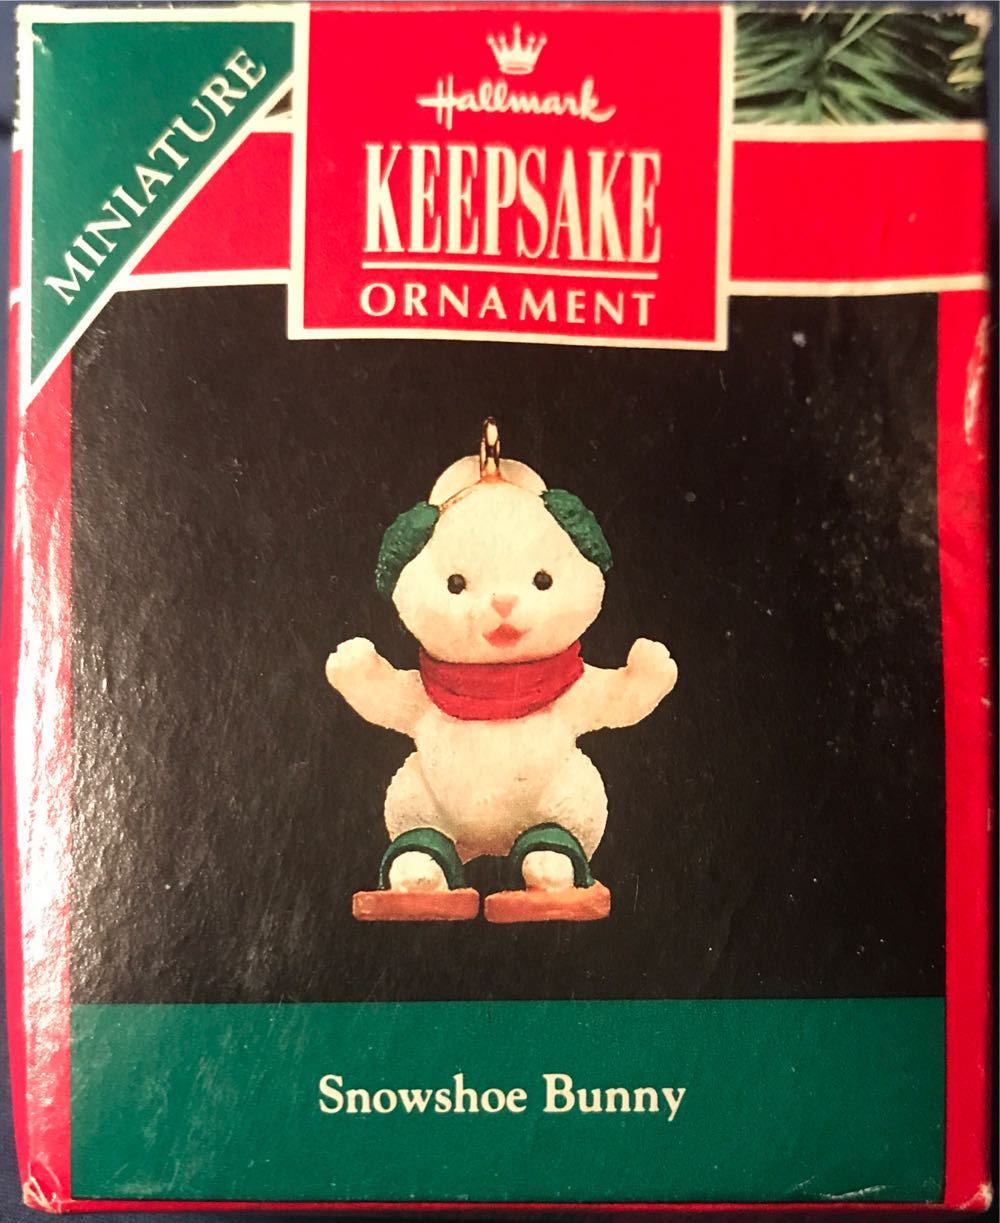 MINIATURE
Hallmark
KEEPSAKE
ORNAMENT
Snowshoe Bunny